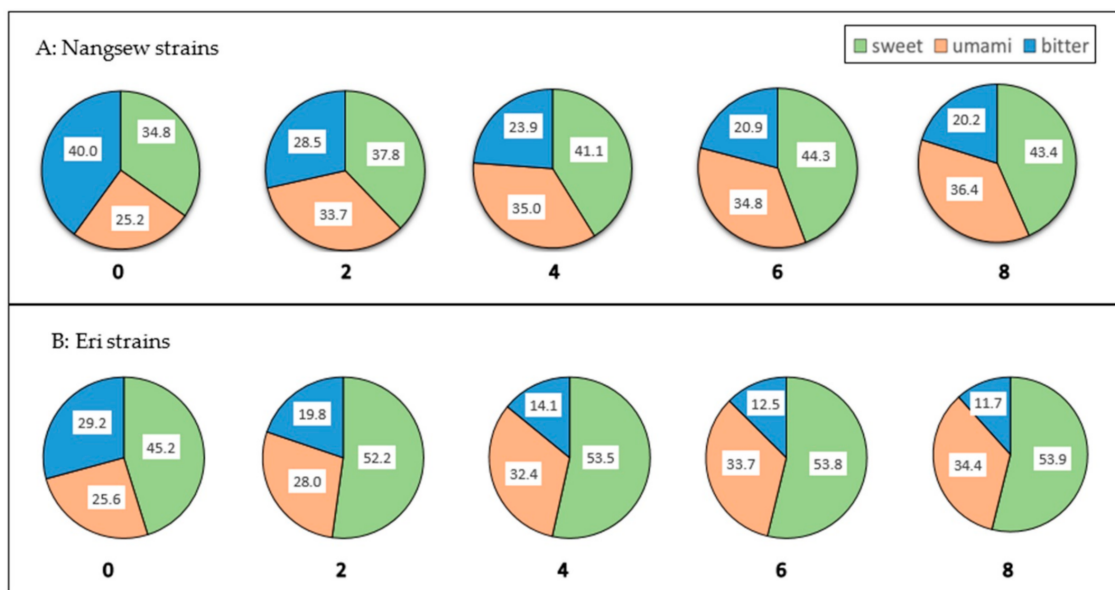 A: Nangsew strains
sweet umami bitter
40.0 34.8 25.2
28.5 37.8 33.7
23.9 41.1 35.0
20.9 44.3 34.8
20.2 43.4 36.4
0 2 4 6 8
B: Eri strains
29.2 45.2 25.6
19.8 52.2 28.0
14.1 53.5 32.4
12.5 53.8 33.7
11.7 53.9 34.4
0 2 4 6 8